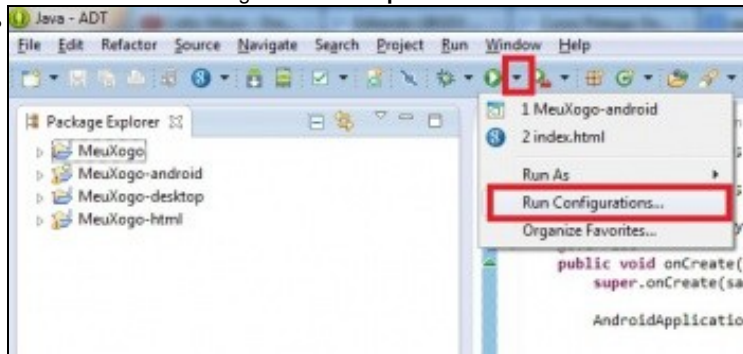 Java - ADT
File Edit Refactor Source Navigate Search Project Run Window Help
Package Explorer
MeuXogo
MeuXogo-android
MeuXogo-desktop
MeuXogo-html
1 MeuXogo-android
2 index.html
Run As
Run Configurations...
Organize Favorites...
public void onCreate(
super.onCreate(sa
AndroidApplicatio